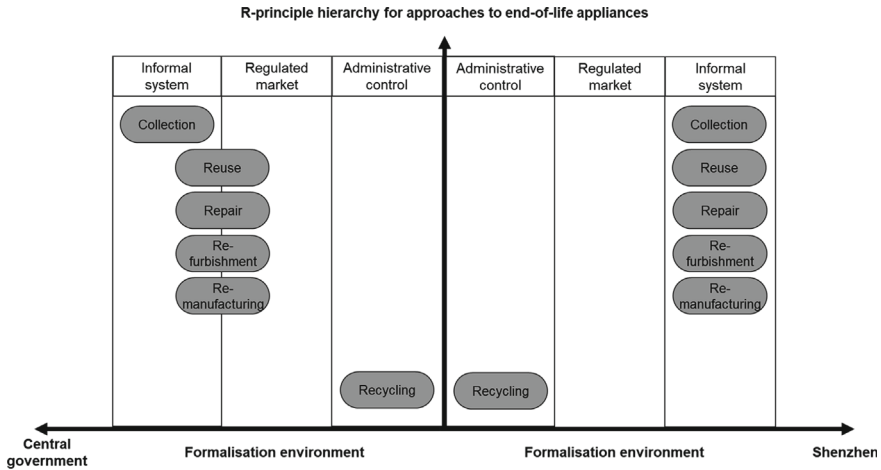 R-principle hierarchy for approaches to end-of-life appliances
Informal system
Regulated market
Administrative control
Administrative control
Regulated market
Informal system
Collection
Collection
Reuse
Reuse
Repair
Repair
Re-
furbishment
Re-
furbishment
Re-
manufacturing
Re-
manufacturing
Recycling
Recycling
Central
government
Formalisation environment
Formalisation environment
Shenzhen